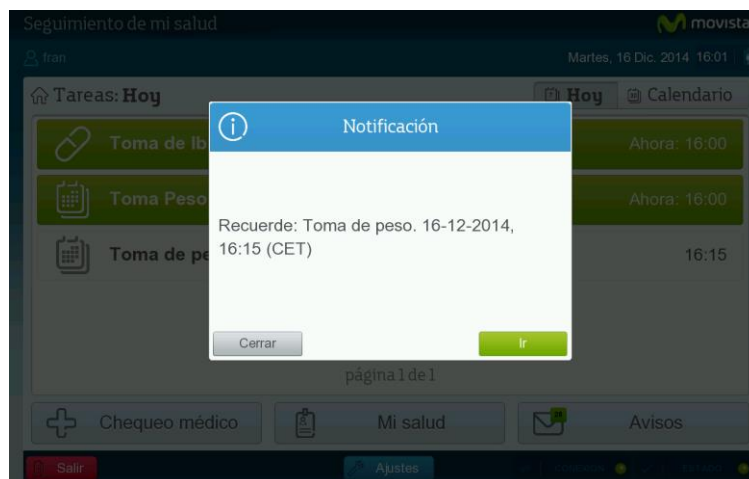 Seguimiento de mi salud
movista
fran
Martes, 16 Dic. 2014 16:01
Tareas: Hoy
Hoy
Calendario
Notificación
Toma de Ib
Ahora: 16:00
Toma Peso
Ahora: 16:00
Recuerde: Toma de peso. 16-12-2014,
16:15 (CET)
Toma de pe
16:15
Cerrar
Ir
página 1 de 1
Chequeo médico
Mi salud
Avisos
Salir
Ajustes